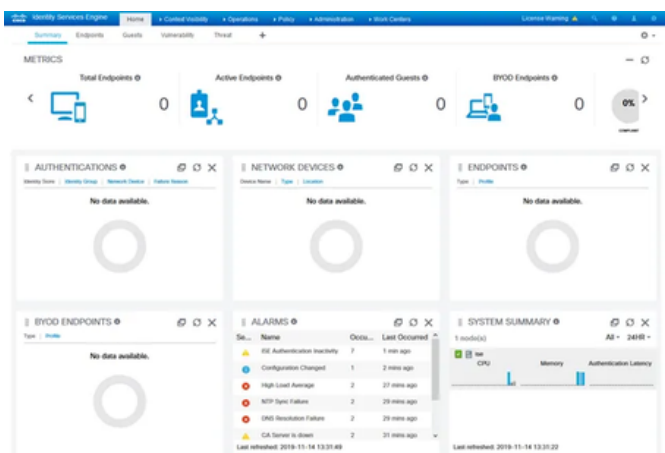 cisco Identity Services Engine Home Context Visibility Operations Policy Administration Work Centers License Warning
Summary Endpoints Guests Vulnerability Threat +
METRICS
Total Endpoints Active Endpoints Authenticated Guests BYOD Endpoints
0 0 0 0 0%
COMPLIANT
AUTHENTICATIONS NETWORK DEVICES ENDPOINTS
Identity Store | Identity Group | Network Device | Failure Reason Device Name | Type | Location Type | Profile
No data available. No data available. No data available.
BYOD ENDPOINTS ALARMS SYSTEM SUMMARY
Type | Profile Se... Name Occu... Last Occurred 1 node(s) All 24HR
No data available.
ISE Authentication Inactivity 7 1 min ago
Configuration Changed 1 2 mins ago
High Load Average 2 27 mins ago
NTP Sync Failure 2 29 mins ago
DNS Resolution Failure 2 29 mins ago
CA Server is down 2 31 mins ago
ise
CPU Memory Authentication Latency
Last refreshed: 2019-11-14 13:31:49 Last refreshed: 2019-11-14 13:31:22